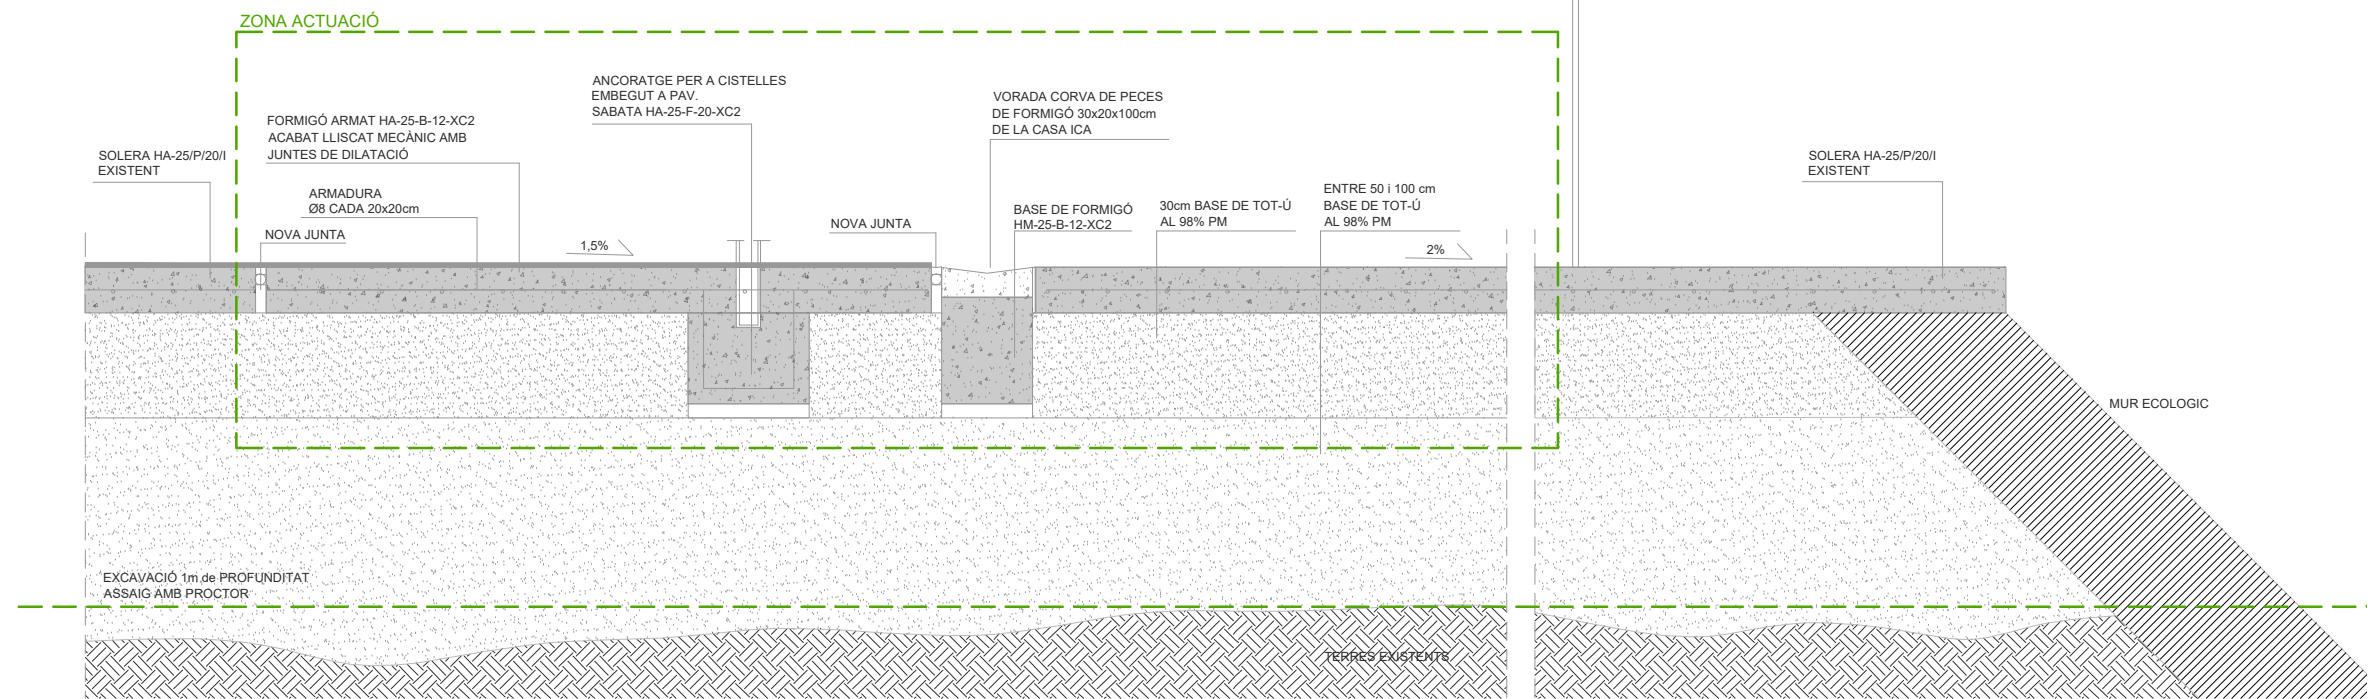 ZONA ACTUACIÓ
ANCORATGE PER A CISTELLES
EMBEGUT A PAV.
SABATA HA-25-F-20-XC2
VORADA CORVA DE PECES
DE FORMIGÓ 30x20x100cm
DE LA CASA ICA
FORMIGÓ ARMAT HA-25-B-12-XC2
ACABAT LLISCAT MECÀNIC AMB
JUNTES DE DILATACIÓ
SOLERA HA-25/P/20/I
EXISTENT
SOLERA HA-25/P/20/I
EXISTENT
ARMADURA
Ø8 CADA 20x20cm
ENTRE 50 i 100 cm
BASE DE TOT-Ú
AL 98% PM
30cm BASE DE TOT-Ú
AL 98% PM
BASE DE FORMIGÓ
HM-25-B-12-XC2
NOVA JUNTA
NOVA JUNTA
1,5%
2%
MUR ECOLOGIC
EXCAVACIÓ 1m de PROFUNDITAT
ASSAIG AMB PROCTOR
TERRES EXISTENTS